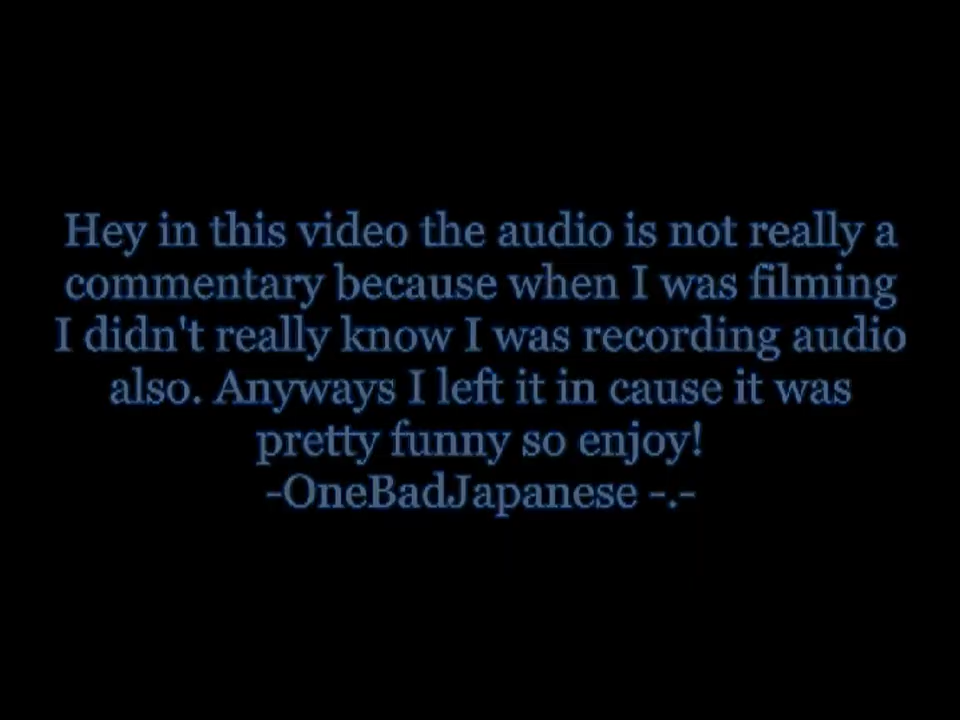 Hey in this video the audio is not really a
commentary because when I was filming
I didn't really know I was recording audio
also. Anyways I left it in cause it was
pretty funny so enjoy!
-OneBadJapanese -.-